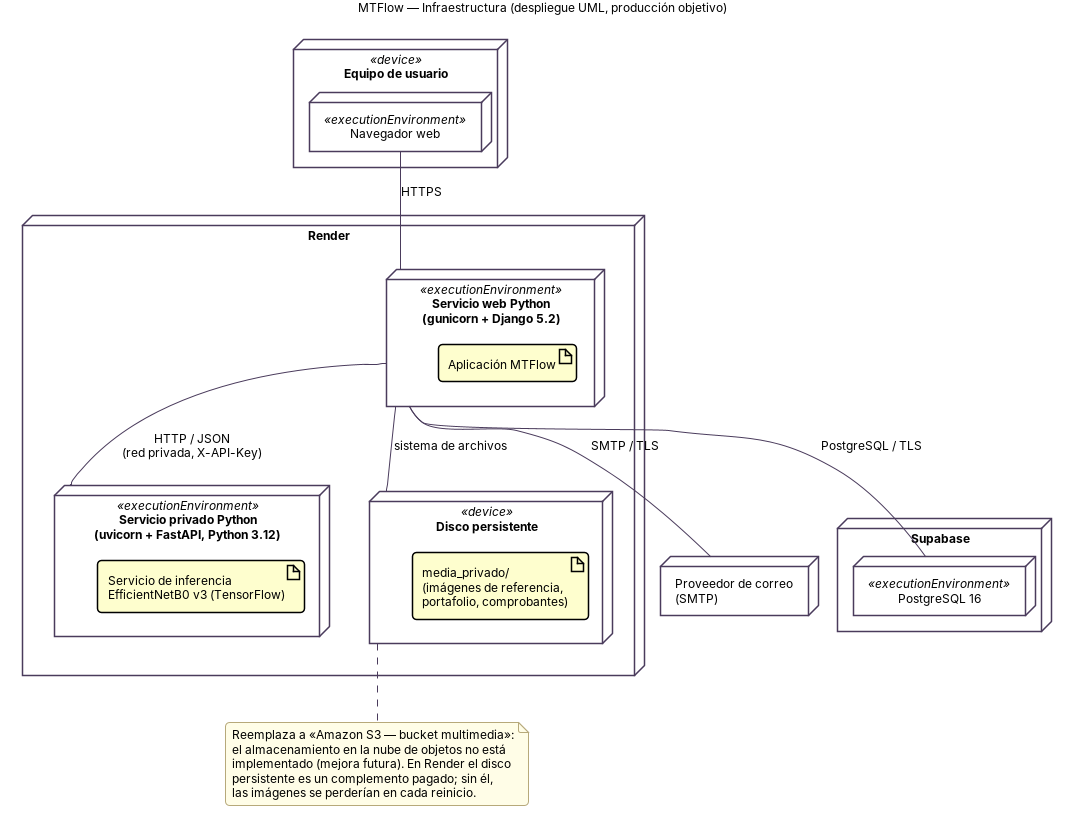 MTFlow — Infraestructura (despliegue UML, producción objetivo)
«device»
Equipo de usuario
«executionEnvironment»
Navegador web
HTTPS
Render
«executionEnvironment»
Servicio web Python
(gunicorn + Django 5.2)
Aplicación MTFlow
HTTP / JSON
(red privada, X-API-Key)
sistema de archivos
SMTP / TLS
PostgreSQL / TLS
«executionEnvironment»
Servicio privado Python
(uvicorn + FastAPI, Python 3.12)
Servicio de inferencia
EfficientNetB0 v3 (TensorFlow)
«device»
Disco persistente
media_privado/
(imágenes de referencia,
portafolio, comprobantes)
Proveedor de correo
(SMTP)
Supabase
«executionEnvironment»
PostgreSQL 16
Reemplaza a «Amazon S3 — bucket multimedia»:
el almacenamiento en la nube de objetos no está
implementado (mejora futura). En Render el disco
persistente es un complemento pagado; sin él,
las imágenes se perderían en cada reinicio.